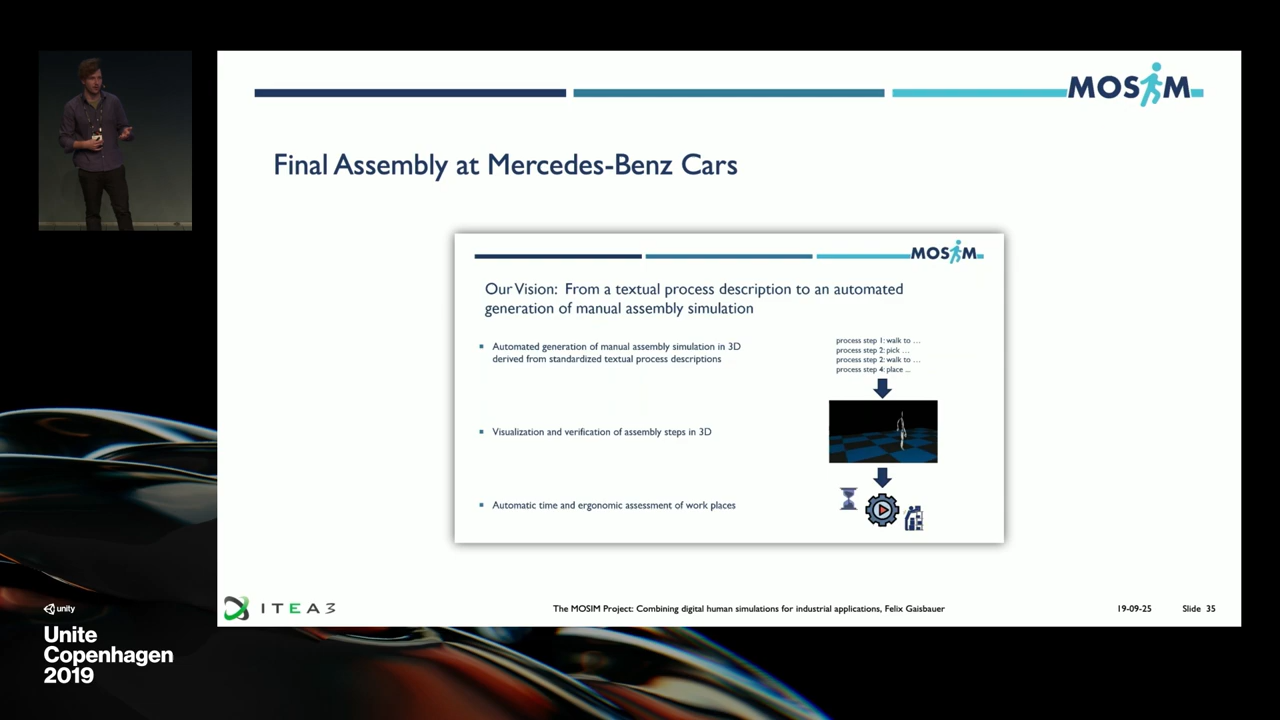 MOSIM
Final Assembly at Mercedes-Benz Cars
MOSIM
Our Vision: From a textual process description to an automated
generation of manual assembly simulation
Automated generation of manual assembly simulation in 3D
derived from standardized textual process descriptions
process step 1: walk to …
process step 2: pick …
process step 2: walk to …
process step 4: place ...
Visualization and verification of assembly steps in 3D
Automatic time and ergonomic assessment of work places
ITEA3
The MOSIM Project: Combining digital human simulations for industrial applications, Felix Gaisbauer
19-09-25
Slide 35
unity
Unite
Copenhagen
2019